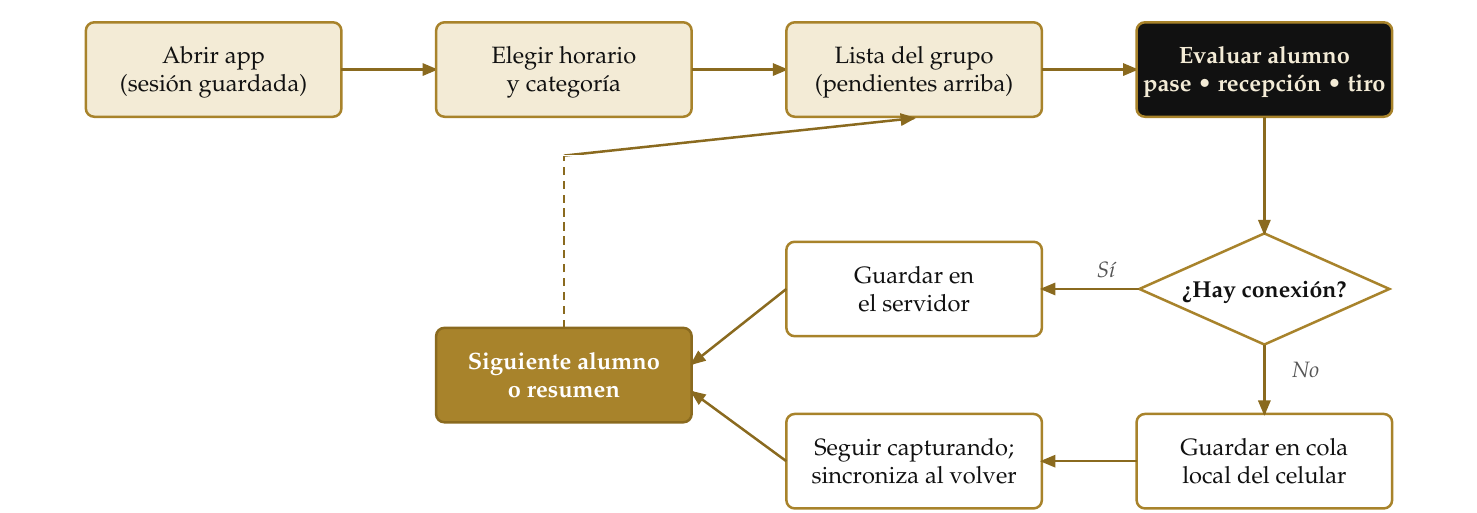 Abrir app
(sesión guardada)
Elegir horario
y categoría
Lista del grupo
(pendientes arriba)
Evaluar alumno
pase • recepción • tiro
¿Hay conexión?
Sí
Guardar en
el servidor
No
Guardar en cola
local del celular
Seguir capturando;
sincroniza al volver
Siguiente alumno
o resumen